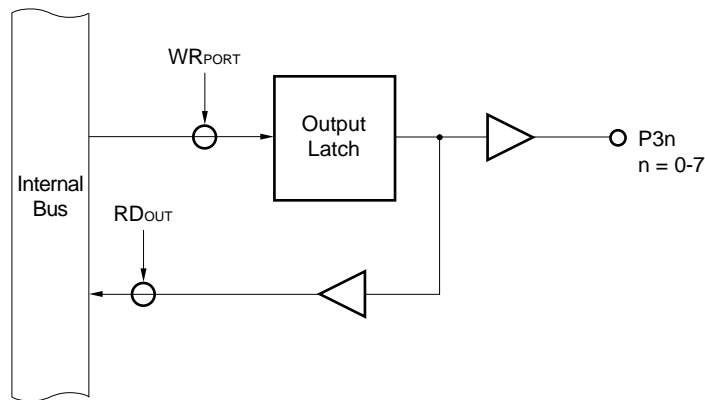 WRPORT
Output
Latch
P3n
n = 0-7
Internal
Bus
RDOUT